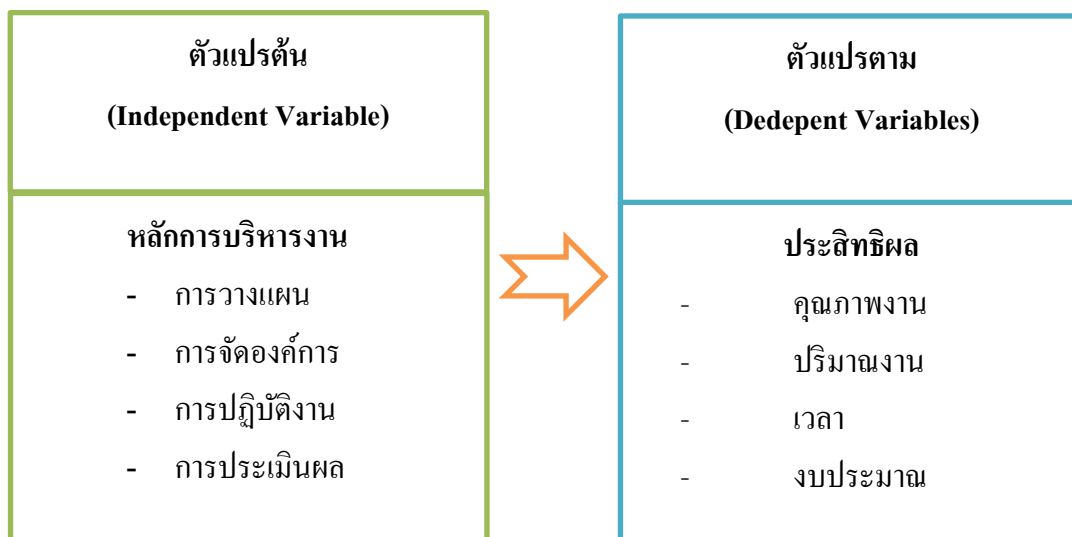 ตัวแปรต้น
(Independent Variable)
หลักการบริหารงาน
- การวางแผน
- การจัดองค์การ
- การปฏิบัติงาน
- การประเมินผล
ตัวแปรตาม
(Dedepent Variables)
ประสิทธิผล
- คุณภาพงาน
- ปริมาณงาน
- เวลา
- งบประมาณ